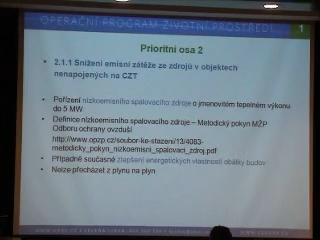 OPERAČNÍ PROGRAM ŽIVOTNÍ PROSTŘEDÍ 1
Prioritní osa 2
2.1.1 Snížení emisní zátěže ze zdrojů v objektech
nenapojených na CZT
Pořízení nízkoemisního spalovacího zdroje o jmenovitém tepelném výkonu
do 5 MW
Definice nízkoemisního zdroje – Metodický pokyn MŽP
Odboru ochrany ovzduší
http://www.opzp.cz/soubor-ke-stazeni/13/4083-
metodicky_pokyn_nizkoemisni_spalovaci_zdroj.pdf
Případně současné zlepšení energetických vlastností obálky budov
Nelze přecházet z plynu na plyn